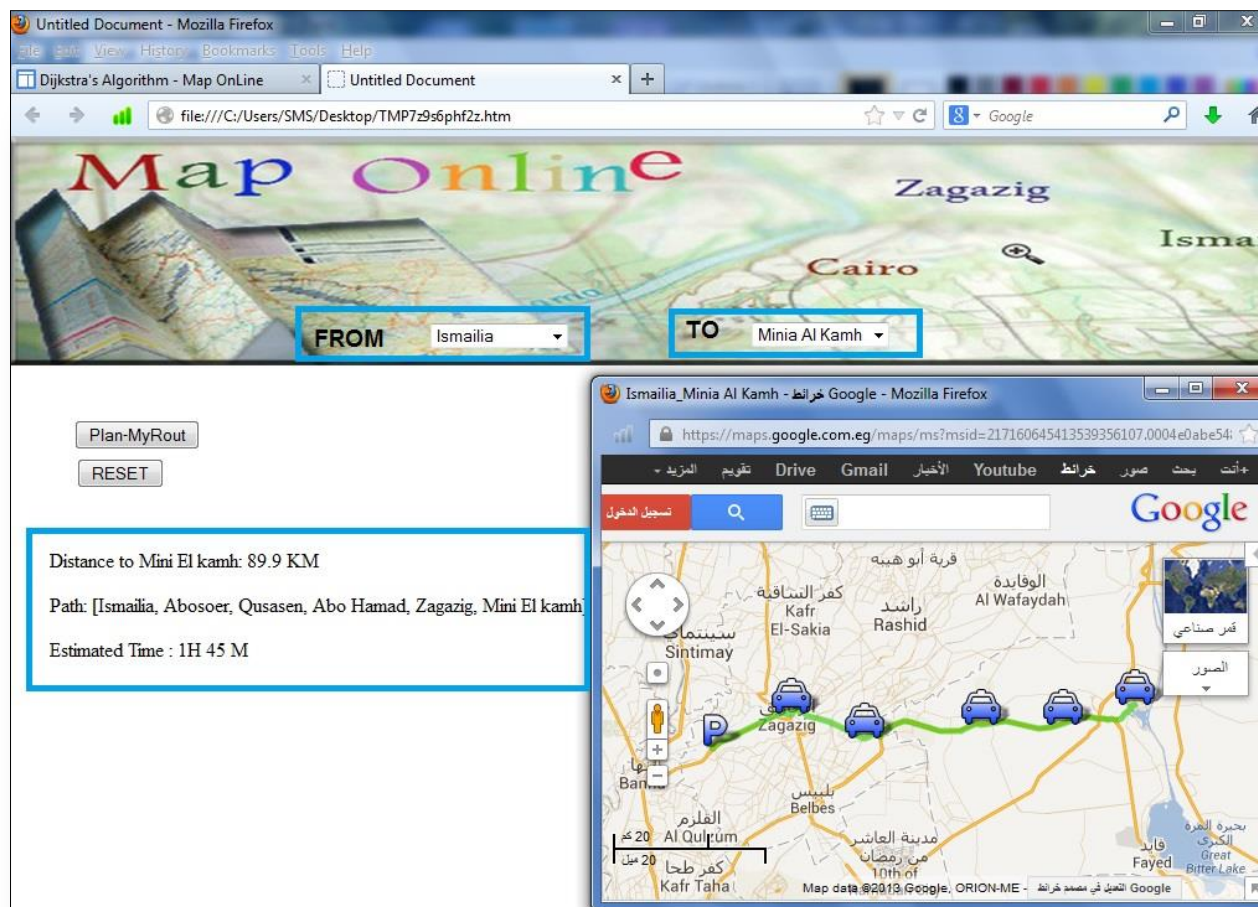 Untitled Document - Mozilla Firefox
File Edit View History Bookmarks Tools Help
Dijkstra's Algorithm - Map OnLine
Untitled Document
file:///C:/Users/SMS/Desktop/TMP7z9s6phf2z.htm
Google
Map Online
Zagazig
Isma
Cairo
FROM Ismailia
TO Minia Al Kamh
Plan-MyRout
RESET
Distance to Mini El kamh: 89.9 KM
Path: [Ismailia, Abosoer, Qusasen, Abo Hamad, Zagazig, Mini El kamh]
Estimated Time : 1H 45 M
Ismailia_Minia Al Kamh - خرائط Google - Mozilla Firefox
https://maps.google.com.eg/maps/ms?msid=217160645413539356107.0004e0abe54
+أنت بحث صور خرائط Youtube الأخبار Gmail Drive تقويم المزيد
تسجيل الدخول
Google
قرية أبو هيبه
الوفايدة
Al Wafaydah
كفر الساقية
Kafr
El-Sakia
راشد
Rashid
Sintimay
قمر صناعي
الصور
Zagazig
بلبيس
Belbes
القلزم
Al Qulzum
20 كم
20 ميل
كفر طحا
Kafr Taha
مدينة العاشر
من رمضان
10th of
فايد
Fayed
بحيرة المرة
الكبرى
Great
Bitter Lake
Map data ©2013 Google, ORION-ME -
Google